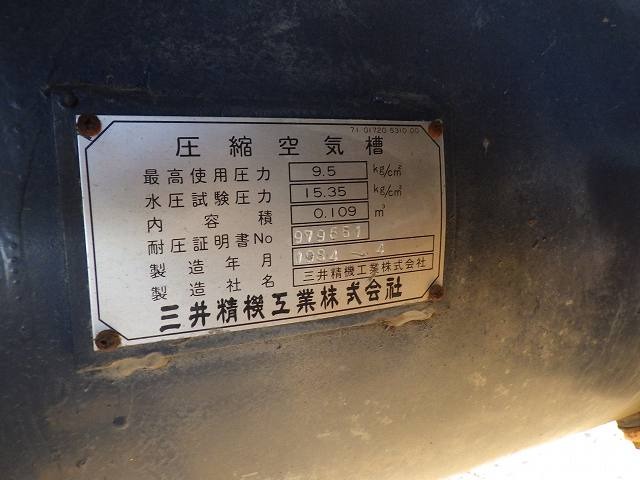 71 01720 5310 00
圧縮空気槽
最高使用圧力 9.5 kg/cm²
水圧試験圧力 15.35 kg/cm²
内容積 0.109 m³
耐圧証明書No 979661
製造年月 1984-4
製造社名 三井精機工業株式会社
三井精機工業株式会社